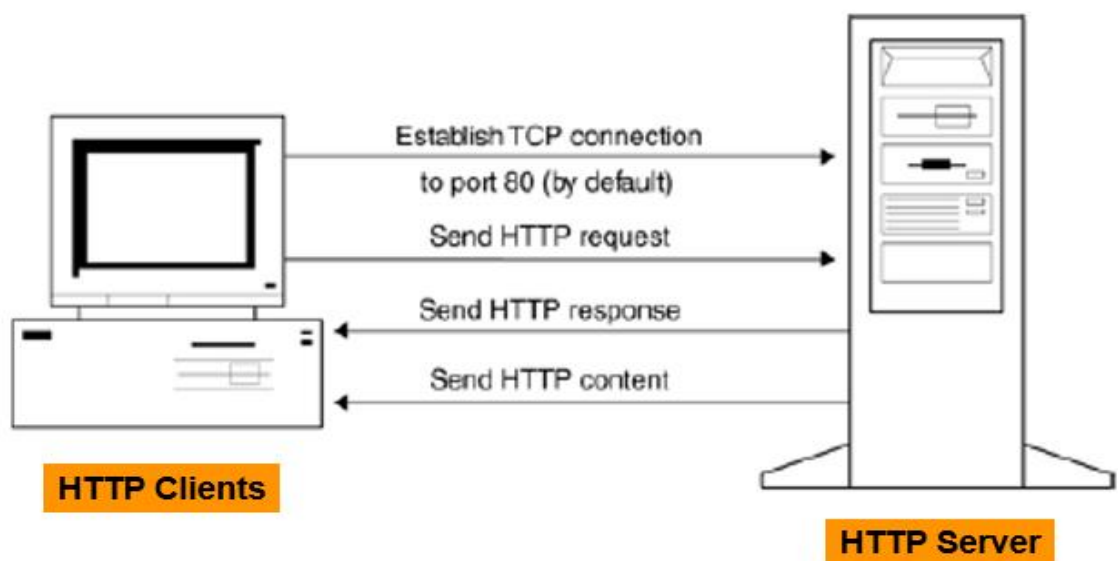 Establish TCP connection
to port 80 (by default)
Send HTTP request
Send HTTP response
Send HTTP content
HTTP Clients
HTTP Server